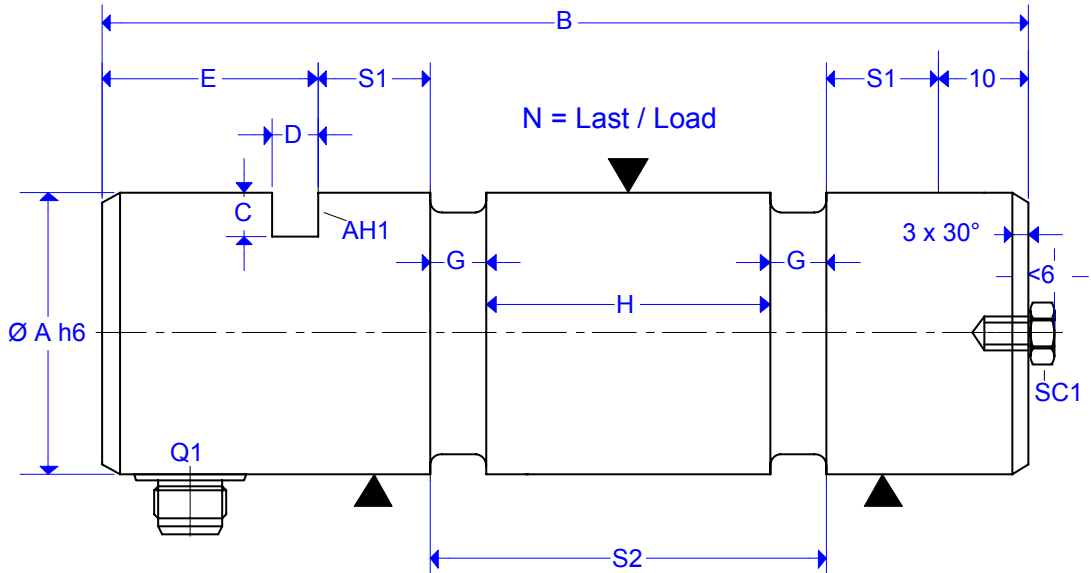 B
E
S1
S1
10
D
N = Last / Load
C
AH1
3 x 30°
G
G
<6
H
Ø A h6
SC1
Q1
S2